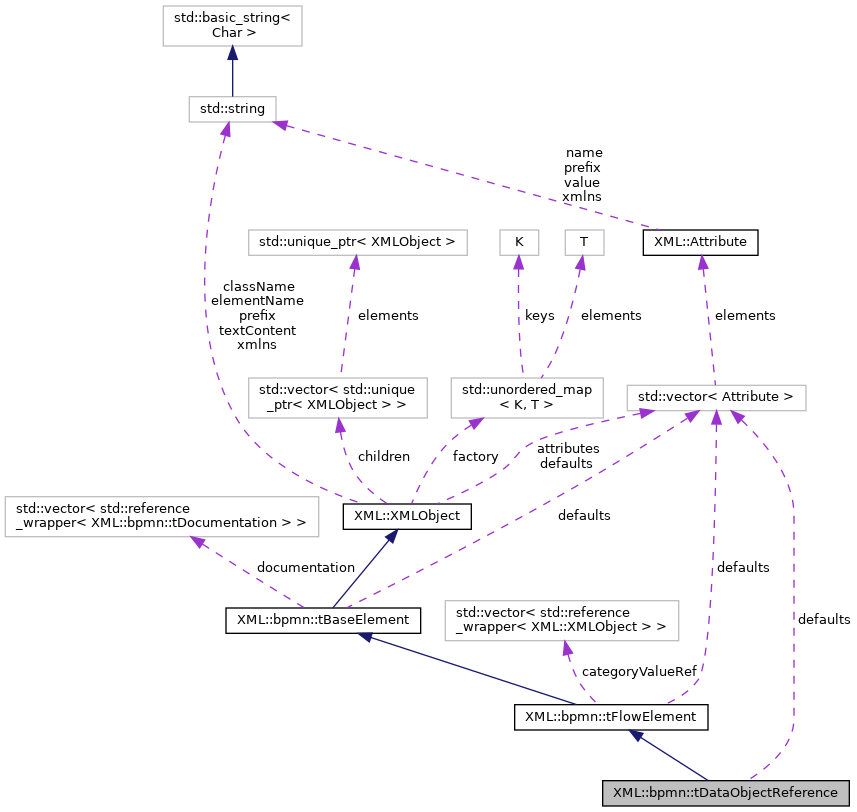 std::basic_string<
Char >
std::string
name
prefix
value
xmlns
std::unique_ptr< XMLObject >
K
T
XML::Attribute
className
elementName
prefix
textContent
xmlns
elements
keys
elements
elements
std::vector< std::unique
_ptr< XMLObject > >
std::unordered_map
< K, T >
std::vector< Attribute >
children
factory
attributes
defaults
std::vector< std::reference
_wrapper< XML::bpmn::tDocumentation > >
XML::XMLObject
defaults
documentation
defaults
XML::bpmn::tBaseElement
std::vector< std::reference
_wrapper< XML::XMLObject > >
defaults
categoryValueRef
XML::bpmn::tFlowElement
XML::bpmn::tDataObjectReference